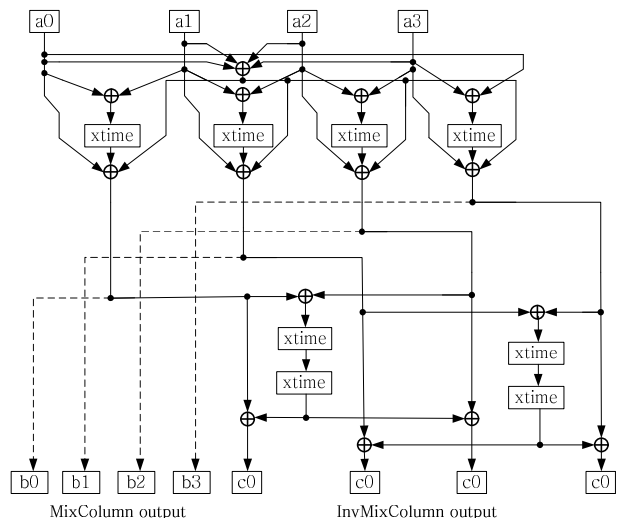 a0 a1 a2 a3
xtime xtime xtime xtime
xtime xtime
xtime xtime
b0 b1 b2 b3 c0 c0 c0 c0
MixColumn output InvMixColumn output